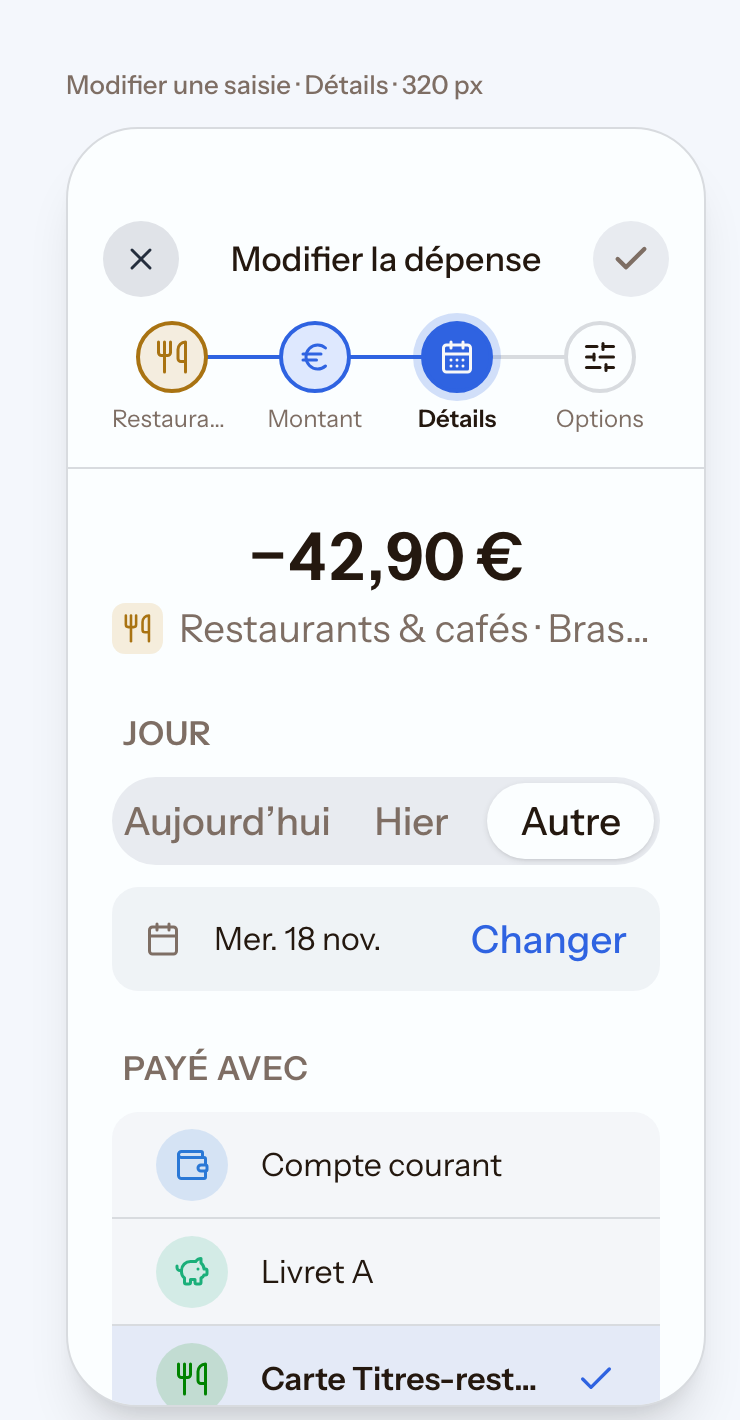 Modifier une saisie · Détails · 320 px
Modifier la dépense
Restaura...
Montant
Détails
Options
−42,90 €
Restaurants & cafés · Bras...
JOUR
Aujourd’hui
Hier
Autre
Mer. 18 nov.
Changer
PAYÉ AVEC
Compte courant
Livret A
Carte Titres-rest...